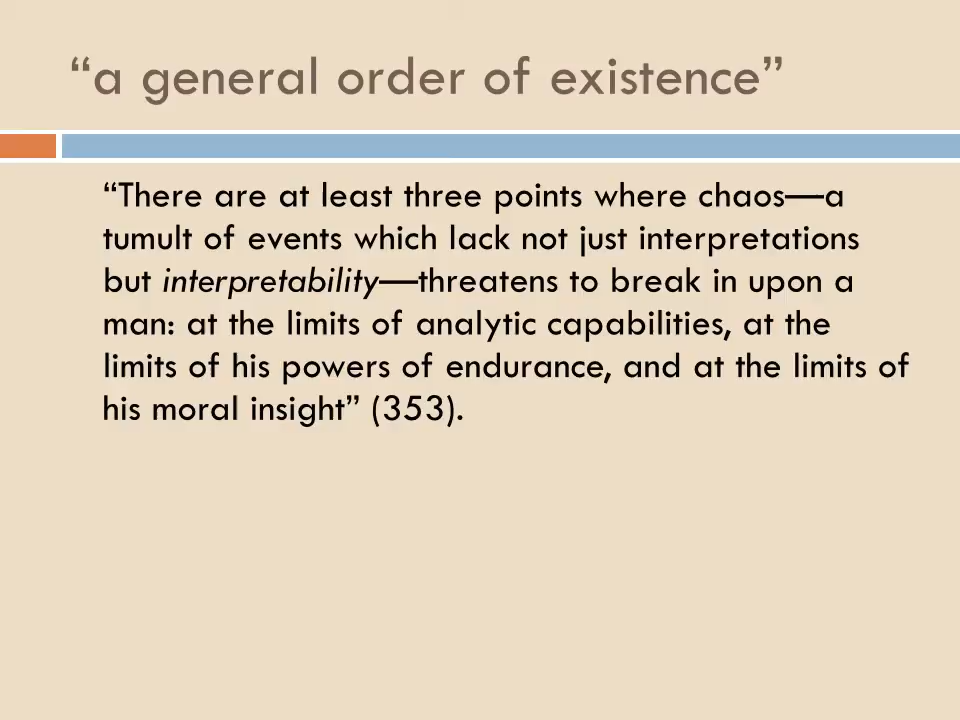 “a general order of existence”
“There are at least three points where chaos—a
tumult of events which lack not just interpretations
but interpretability—threatens to break in upon a
man: at the limits of analytic capabilities, at the
limits of his powers of endurance, and at the limits of
his moral insight” (353).